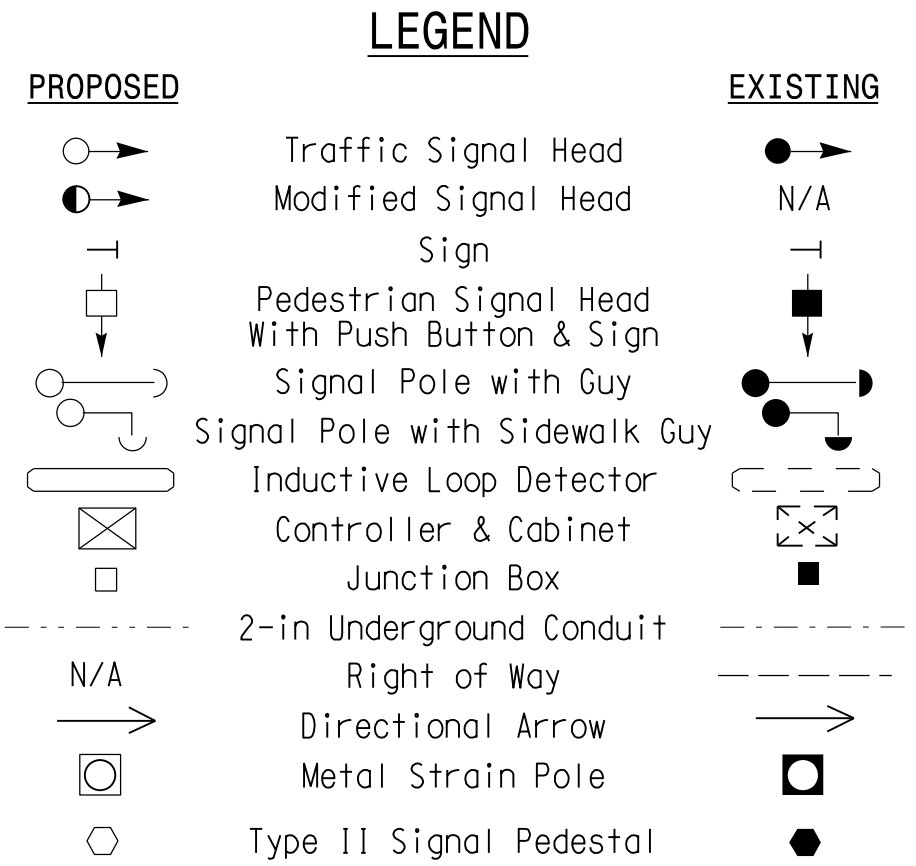 LEGEND
PROPOSED EXISTING
Traffic Signal Head
Modified Signal Head N/A
Sign
Pedestrian Signal Head
With Push Button & Sign
Signal Pole with Guy
Signal Pole with Sidewalk Guy
Inductive Loop Detector
Controller & Cabinet
Junction Box
2-in Underground Conduit
N/A Right of Way
Directional Arrow
Metal Strain Pole
Type II Signal Pedestal